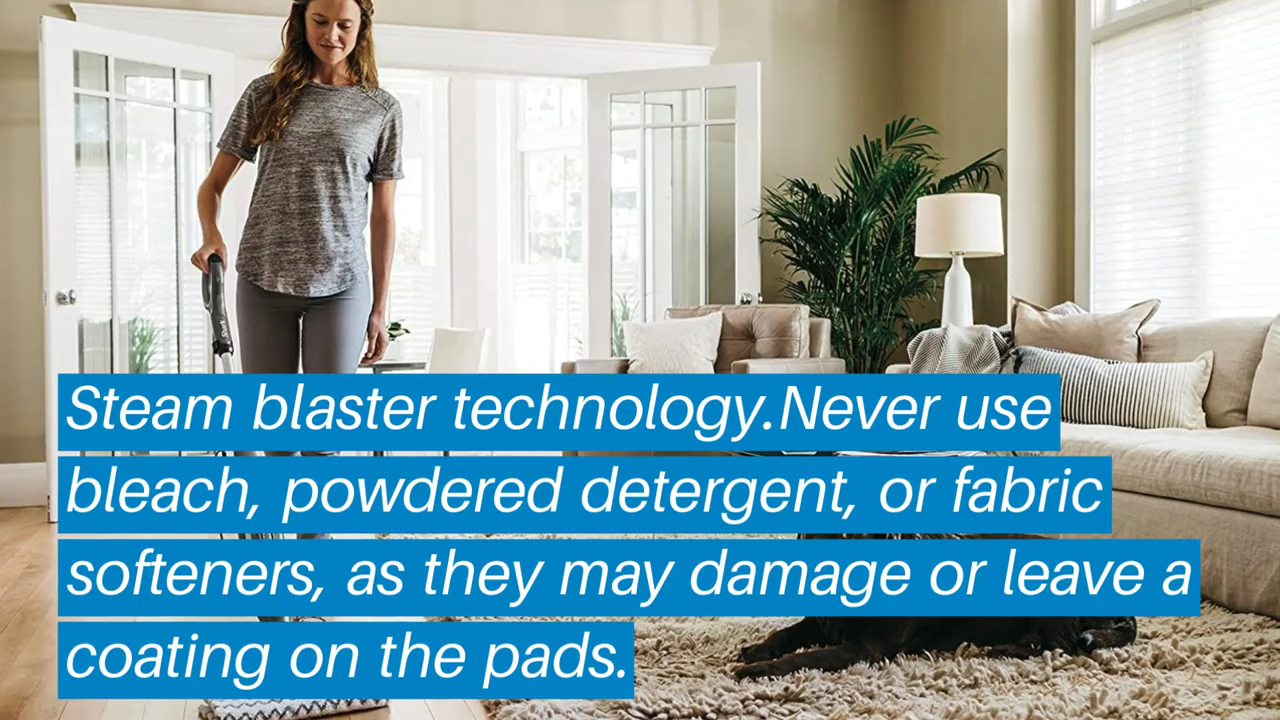 Shark
Steam blaster technology.Never use
bleach, powdered detergent, or fabric
softeners, as they may damage or leave a
coating on the pads.